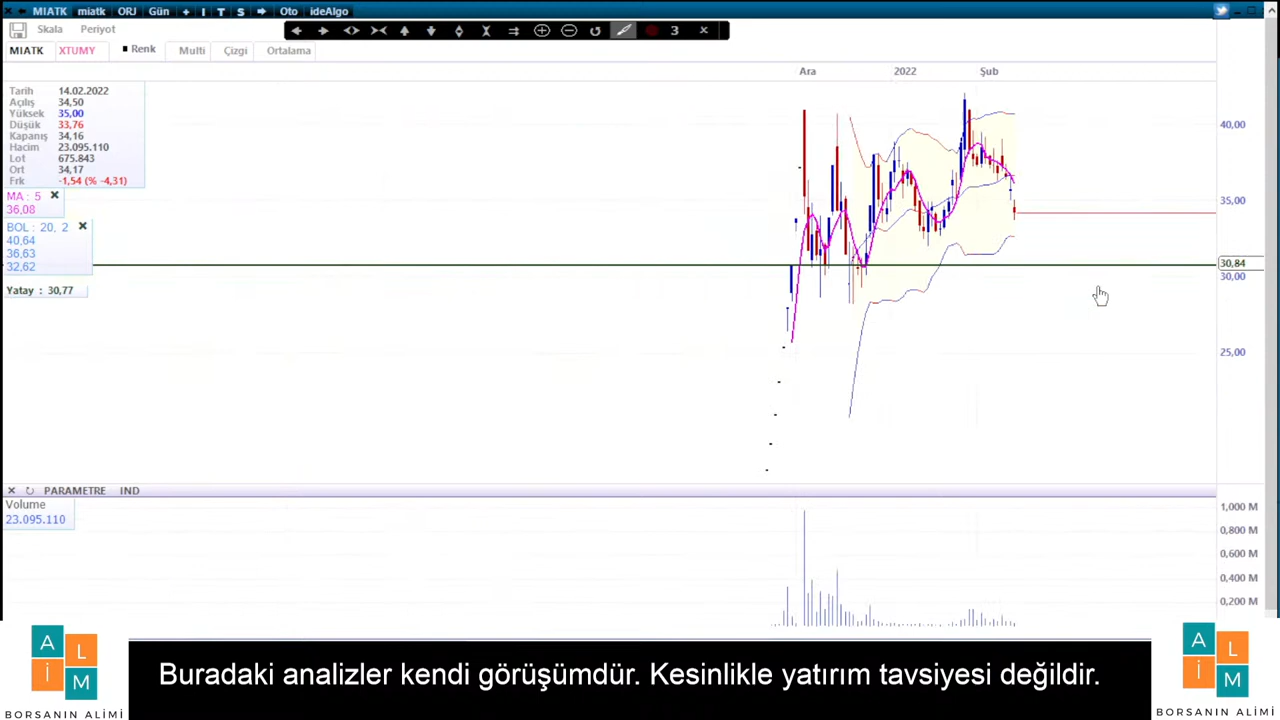 MIATK miatk ORJ Gün + I T S Oto ideAlgo
Skala Periyot
3
MIATK XTUMY Renk Multi Çizgi Ortalama
Ara 2022 Şub
Tarih 14.02.2022
Açılış 34,50
Yüksek 35,00
Düşük 33,76
Kapanış 34,16
Hacim 23.095.110
Lot 675.843
Ort 34,17
Frk -1,54 (% -4,31)
MA : 5
36,08
BOL : 20, 2
40,64
36,63
32,62
Yatay : 30,77
40,00
35,00
30,84
30,00
25,00
PARAMETRE IND
Volume
23.095.110
1,000 M
0,800 M
0,600 M
0,400 M
0,200 M
A L İ M
BORSANIN ALİMİ
Buradaki analizler kendi görüşümdür. Kesinlikle yatırım tavsiyesi değildir.
A L İ M
BORSANIN ALİMİ